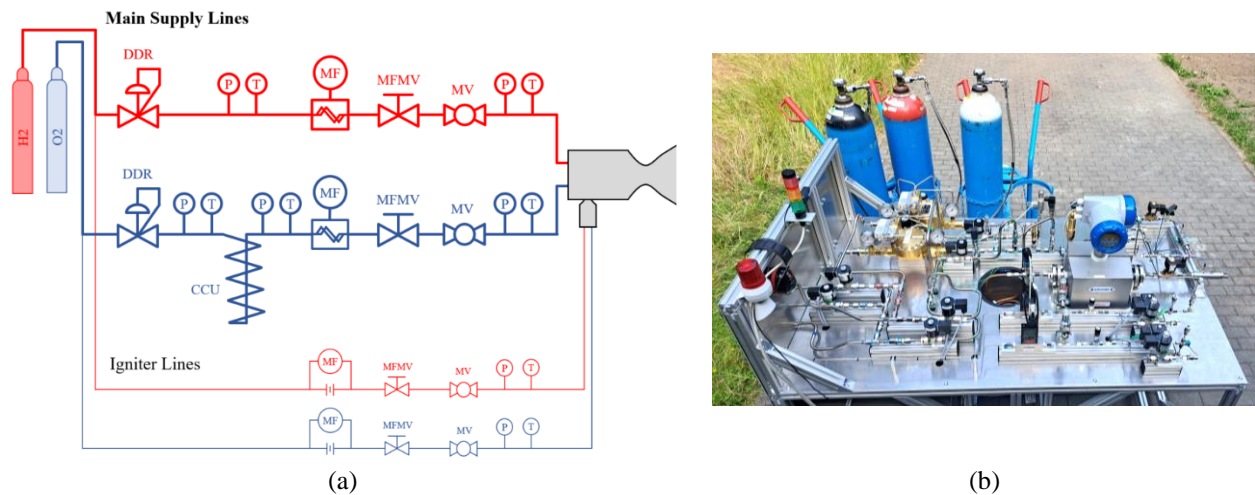 Main Supply Lines
DDR
P T
MF
MFMV
MV
P T
H2
O2
DDR
P T
P T
MF
MFMV
MV
P T
CCU
Igniter Lines
MF
MFMV
MV
P T
MF
MFMV
MV
P T
(a)
(b)